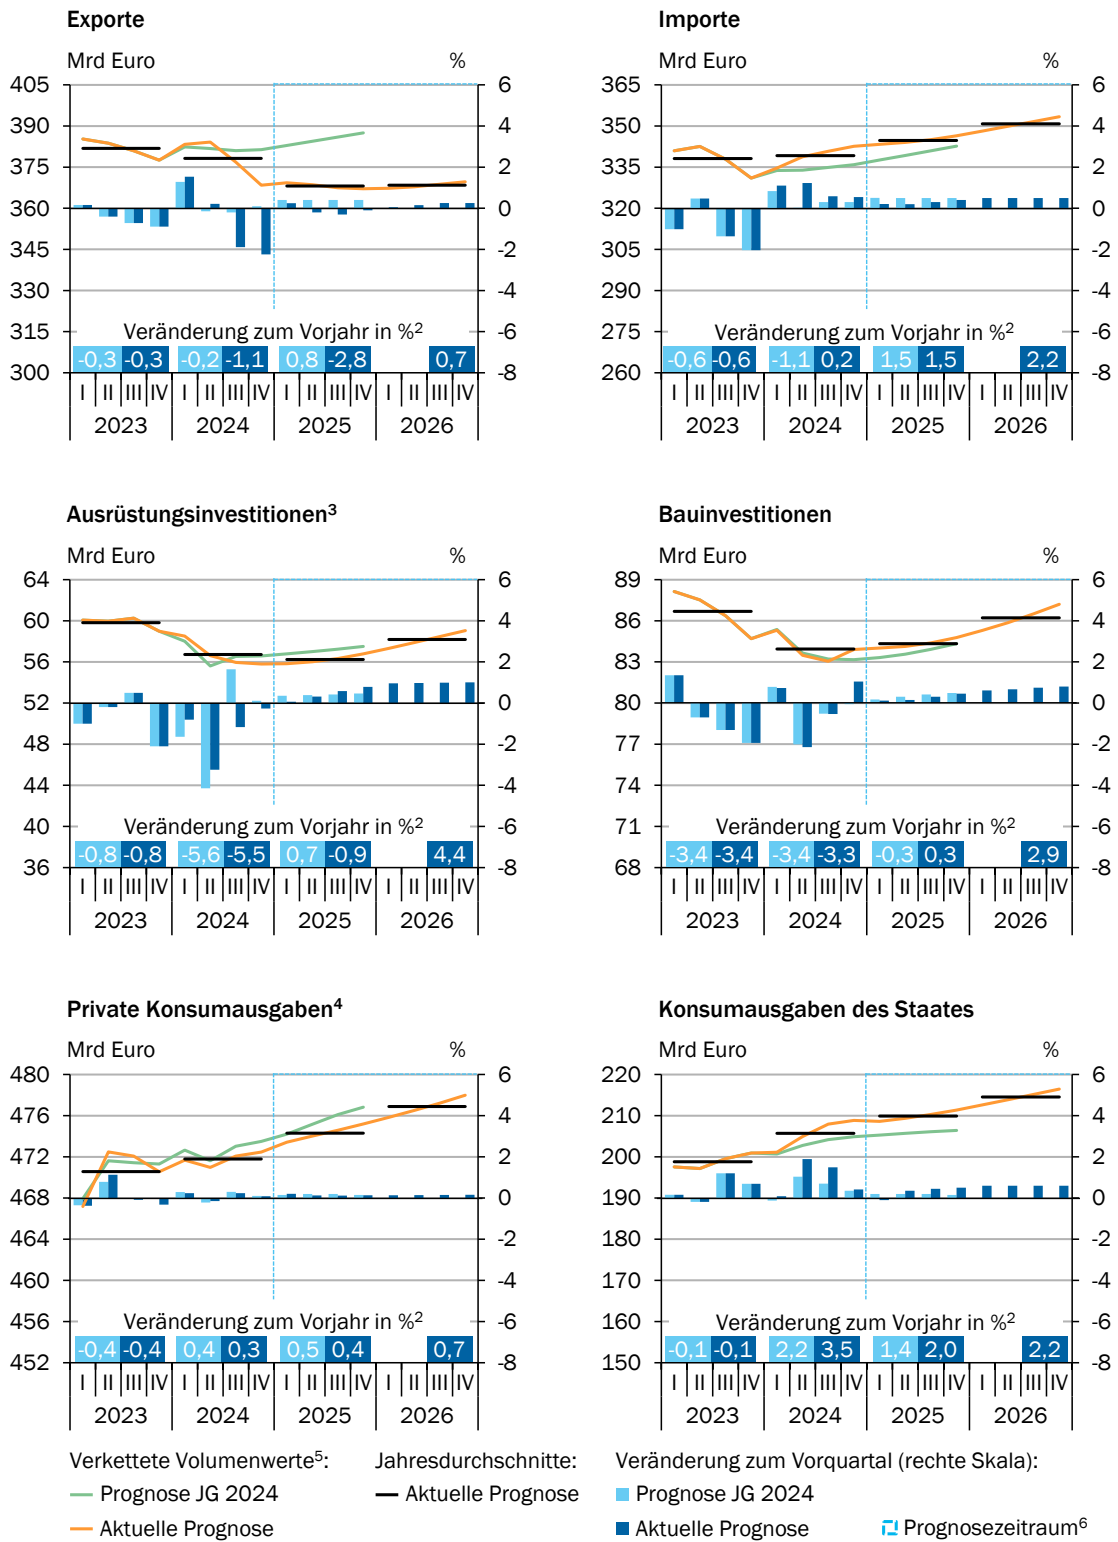 Exporte
Mrd Euro %
405 6
390 4
375 2
360 0
345 -2
330 -4
315 -6
300 -8
Veränderung zum Vorjahr in %²
-0,3 -0,3 -0,2 -1,1 0,8 -2,8 0,7
I II III IV I II III IV I II III IV I II III IV
2023 2024 2025 2026
Importe
Mrd Euro %
365 6
350 4
335 2
320 0
305 -2
290 -4
275 -6
260 -8
Veränderung zum Vorjahr in %²
-0,6 -0,6 -1,1 0,2 1,5 1,5 2,2
I II III IV I II III IV I II III IV I II III IV
2023 2024 2025 2026
Ausrüstungsinvestitionen³
Mrd Euro %
64 6
60 4
56 2
52 0
48 -2
44 -4
40 -6
36 -8
Veränderung zum Vorjahr in %²
-0,8 -0,8 -5,6 -5,5 0,7 -0,9 4,4
I II III IV I II III IV I II III IV I II III IV
2023 2024 2025 2026
Bauinvestitionen
Mrd Euro %
89 6
86 4
83 2
80 0
77 -2
74 -4
71 -6
68 -8
Veränderung zum Vorjahr in %²
-3,4 -3,4 -3,4 -3,3 -0,3 0,3 2,9
I II III IV I II III IV I II III IV I II III IV
2023 2024 2025 2026
Private Konsumausgaben⁴
Mrd Euro %
480 6
476 4
472 2
468 0
464 -2
460 -4
456 -6
452 -8
Veränderung zum Vorjahr in %²
-0,4 -0,4 0,4 0,3 0,5 0,4 0,7
I II III IV I II III IV I II III IV I II III IV
2023 2024 2025 2026
Konsumausgaben des Staates
Mrd Euro %
220 6
210 4
200 2
190 0
180 -2
170 -4
160 -6
150 -8
Veränderung zum Vorjahr in %²
-0,1 -0,1 2,2 3,5 1,4 2,0 2,2
I II III IV I II III IV I II III IV I II III IV
2023 2024 2025 2026
Verkettete Volumenwerte⁵: Jahresdurchschnitte: Veränderung zum Vorquartal (rechte Skala):
Prognose JG 2024 Aktuelle Prognose Prognose JG 2024
Aktuelle Prognose Aktuelle Prognose Prognosezeitraum⁶